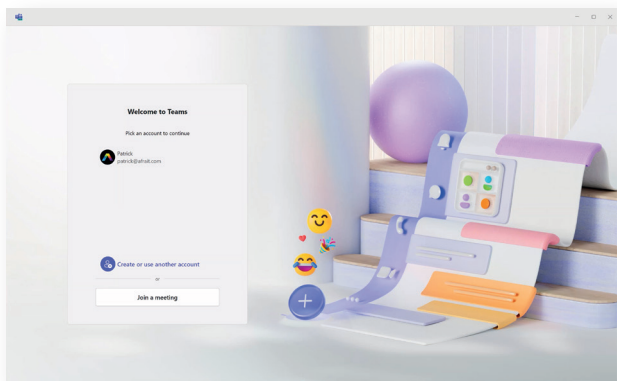 Welcome to Teams
Pick an account to continue
Patrick
patrick@afrait.com
Create or use another account
or
Join a meeting